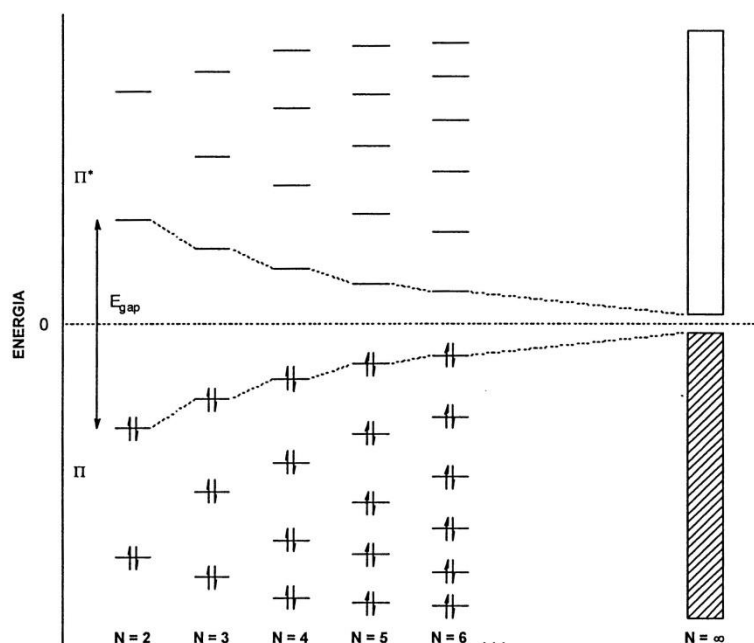 Π*
E_gap
ENERGIA
0
Π
N = 2 N = 3 N = 4 N = 5 N = 6 . . . N = ∞